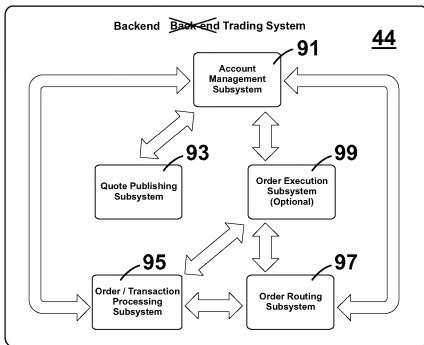 Backend Back-end Trading System
44
91
Account
Management
Subsystem
93
Quote Publishing
Subsystem
99
Order Execution
Subsystem
(Optional)
95
Order / Transaction
Processing
Subsystem
97
Order Routing
Subsystem